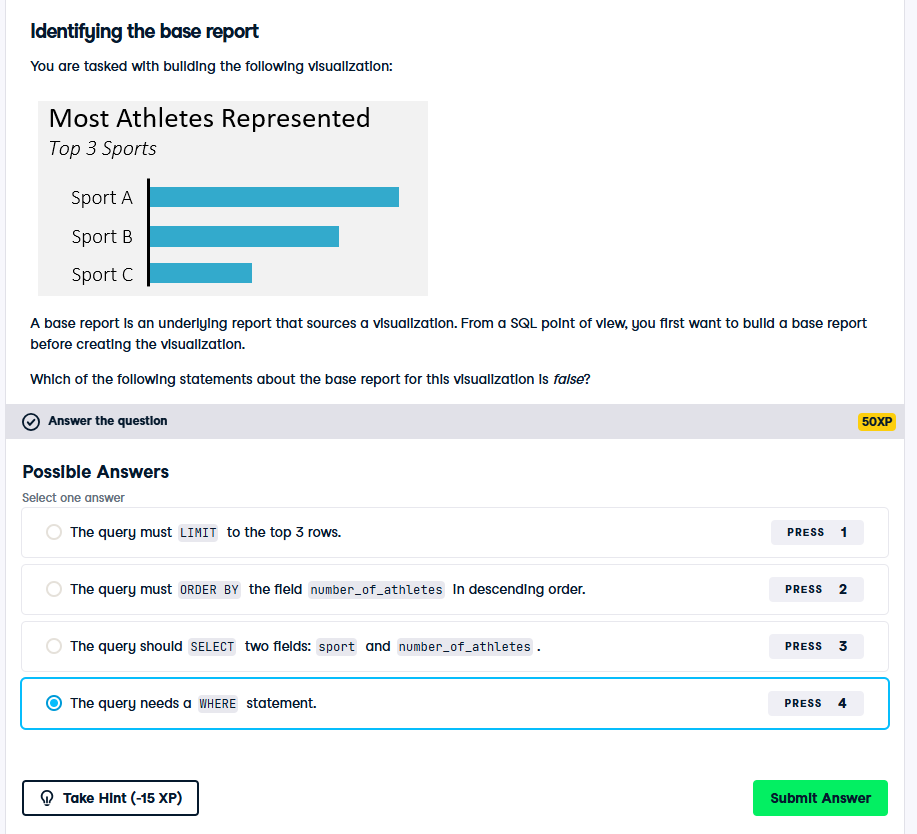 Identifying the base report
You are tasked with building the following visualization:
Most Athletes Represented
Top 3 Sports
Sport A
Sport B
Sport C
A base report is an underlying report that sources a visualization. From a SQL point of view, you first want to build a base report
before creating the visualization.
Which of the following statements about the base report for this visualization is false?
Answer the question
50XP
Possible Answers
Select one answer
The query must LIMIT to the top 3 rows.
PRESS 1
The query must ORDER BY the field number_of_athletes in descending order.
PRESS 2
The query should SELECT two fields: sport and number_of_athletes .
PRESS 3
The query needs a WHERE statement.
PRESS 4
Take Hint (-15 XP)
Submit Answer